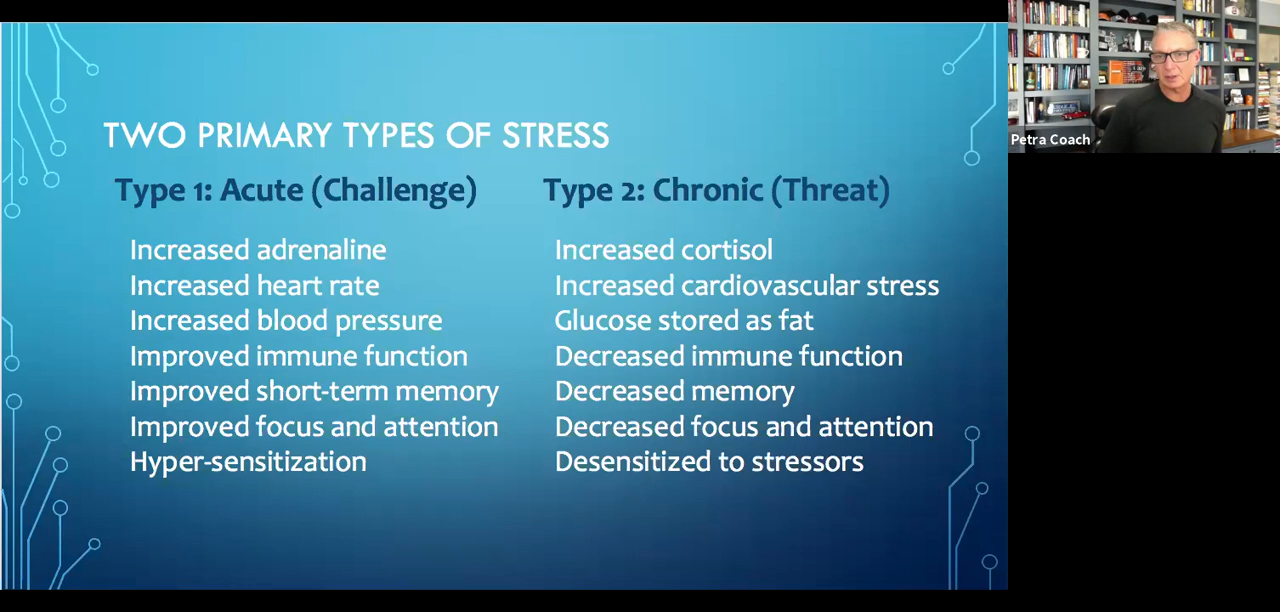 TWO PRIMARY TYPES OF STRESS
Type 1: Acute (Challenge)
Increased adrenaline
Increased heart rate
Increased blood pressure
Improved immune function
Improved short-term memory
Improved focus and attention
Hyper-sensitization
Type 2: Chronic (Threat)
Increased cortisol
Increased cardiovascular stress
Glucose stored as fat
Decreased immune function
Decreased memory
Decreased focus and attention
Desensitized to stressors
Petra Coach